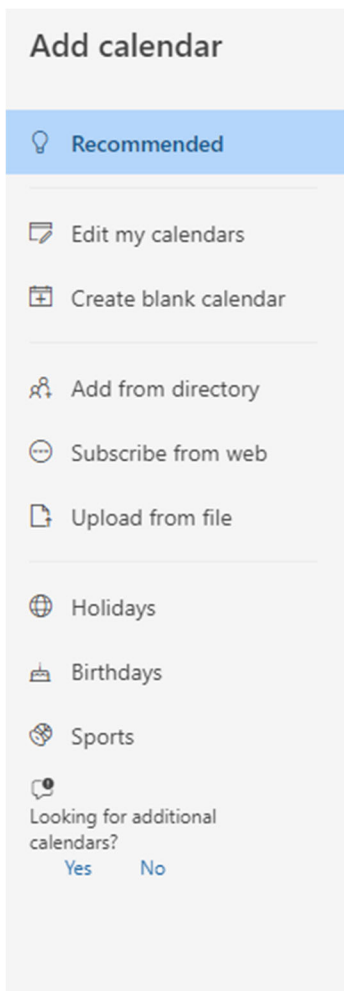 Add calendar
Recommended
Edit my calendars
Create blank calendar
Add from directory
Subscribe from web
Upload from file
Holidays
Birthdays
Sports
Looking for additional
calendars?
Yes No